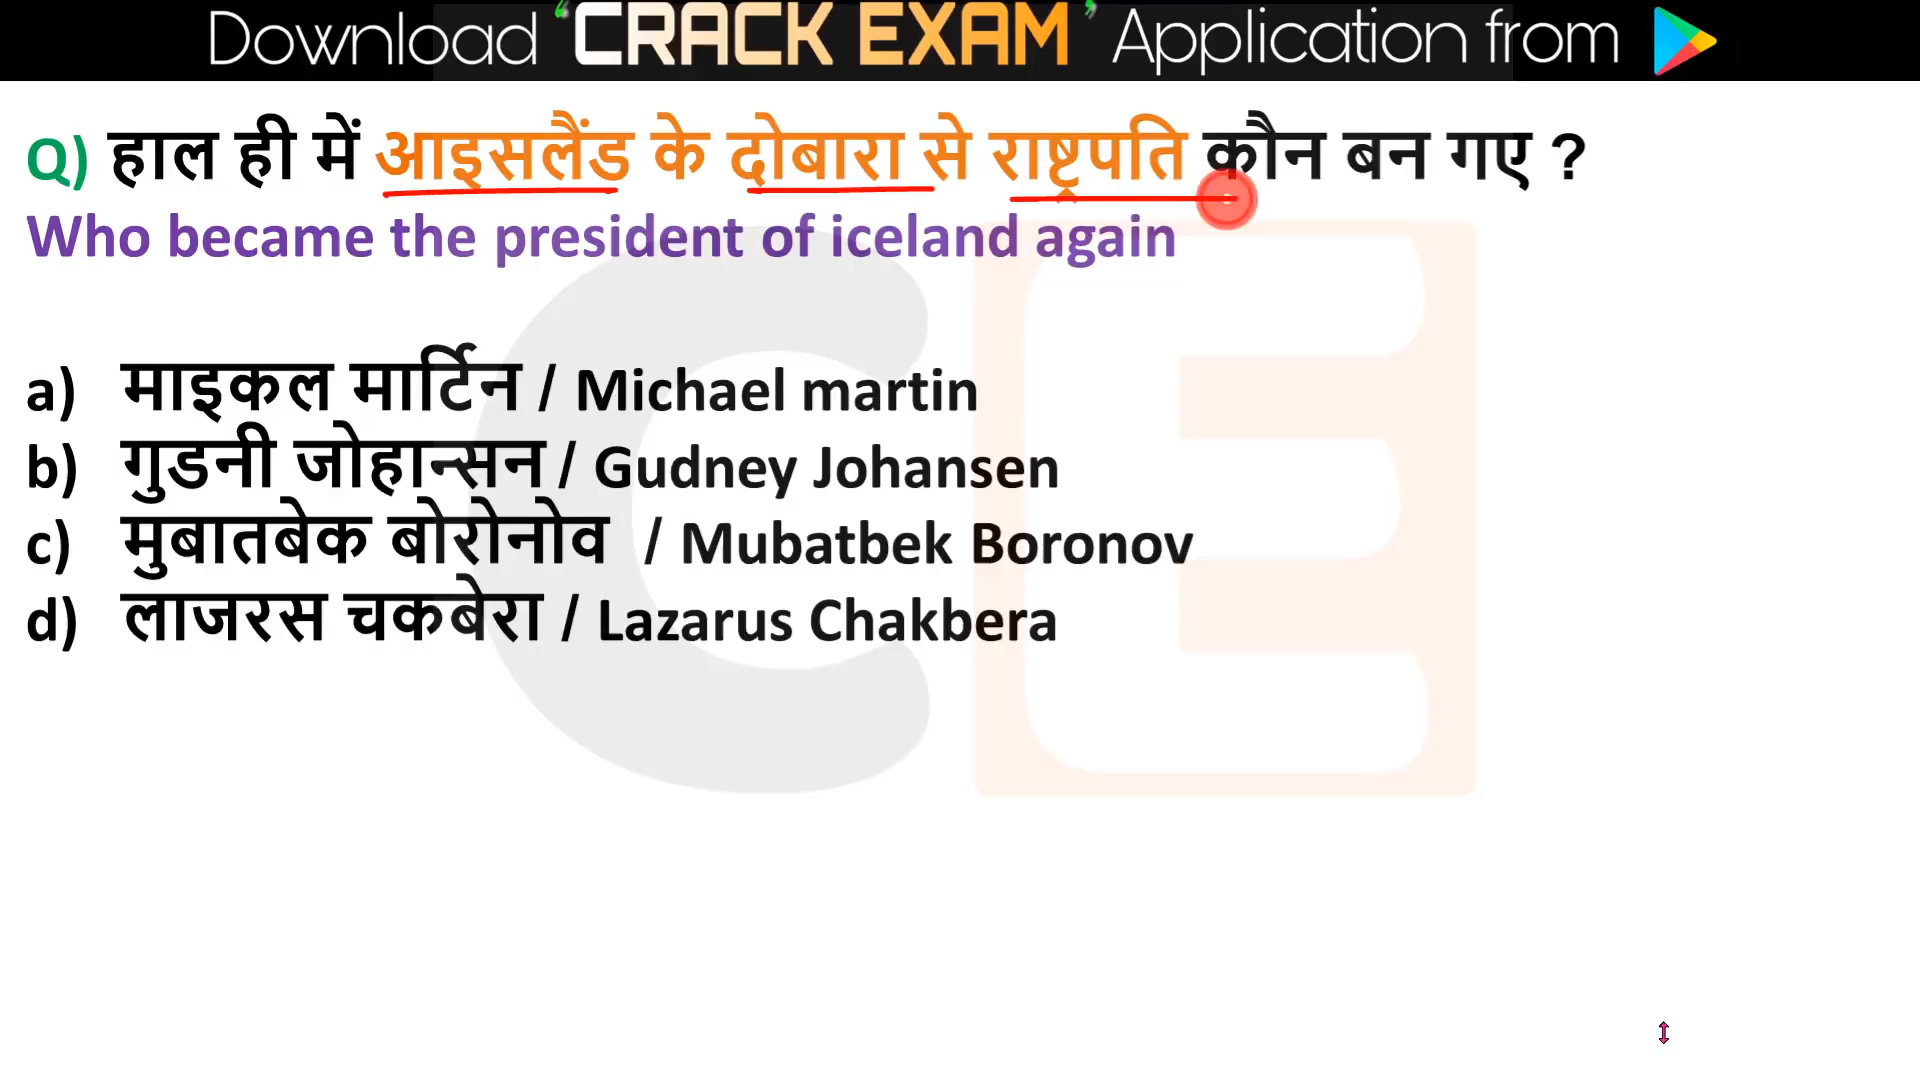 Download ‘CRACK EXAM’ Application from
Q) हाल ही में आइसलैंड के दोबारा से राष्ट्रपति कौन बन गए ?
Who became the president of iceland again
a) माइकल मार्टिन / Michael martin
b) गुडनी जोहान्सन / Gudney Johansen
c) मुबातबेक बोरोनोव / Mubatbek Boronov
d) लाजरस चकबेरा / Lazarus Chakbera
CE